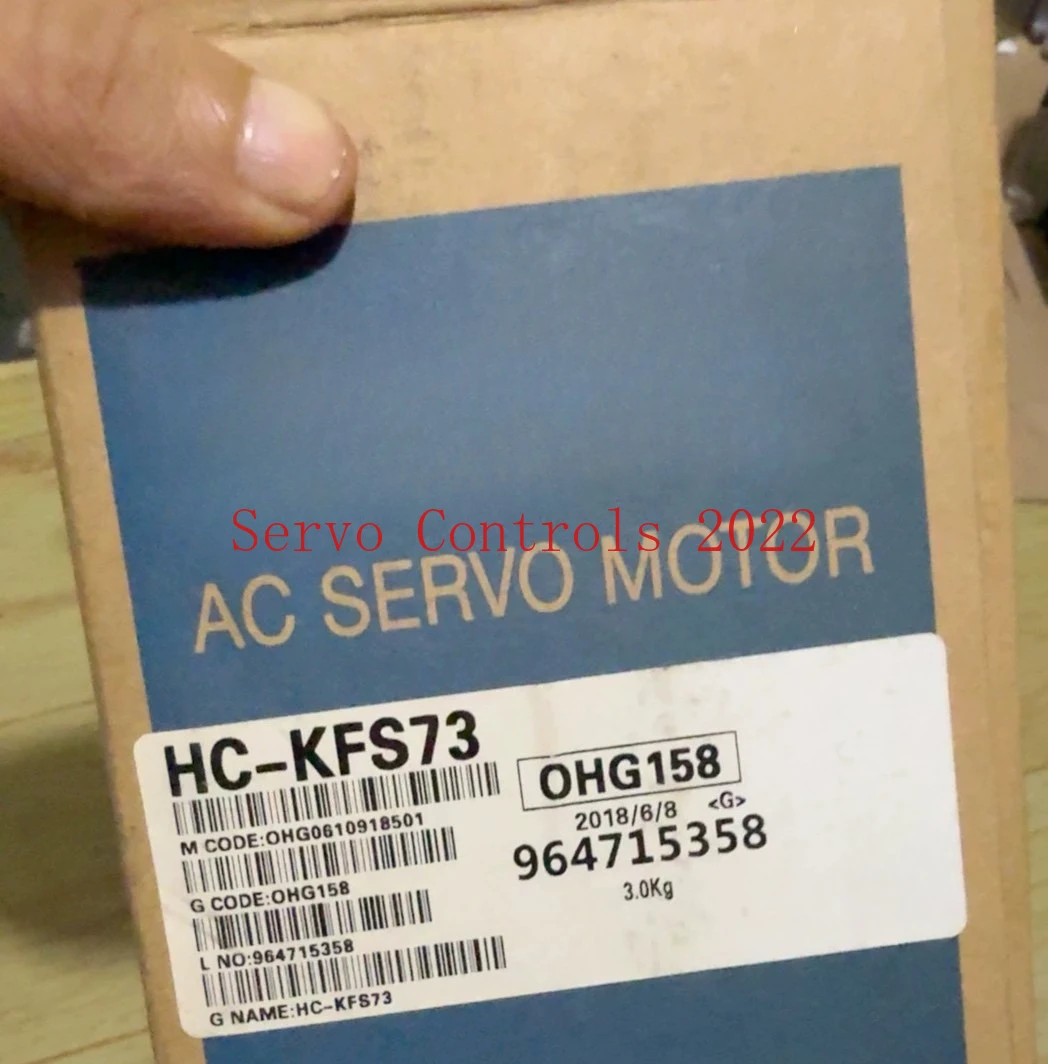 Servo Controls 2022
AC SERVO MOTOR
HC-KFS73
OHG158
M CODE:OHG0610918501
2018/6/8 <G>
964715358
G CODE:OHG158
3.0Kg
L NO:964715358
G NAME:HC-KFS73